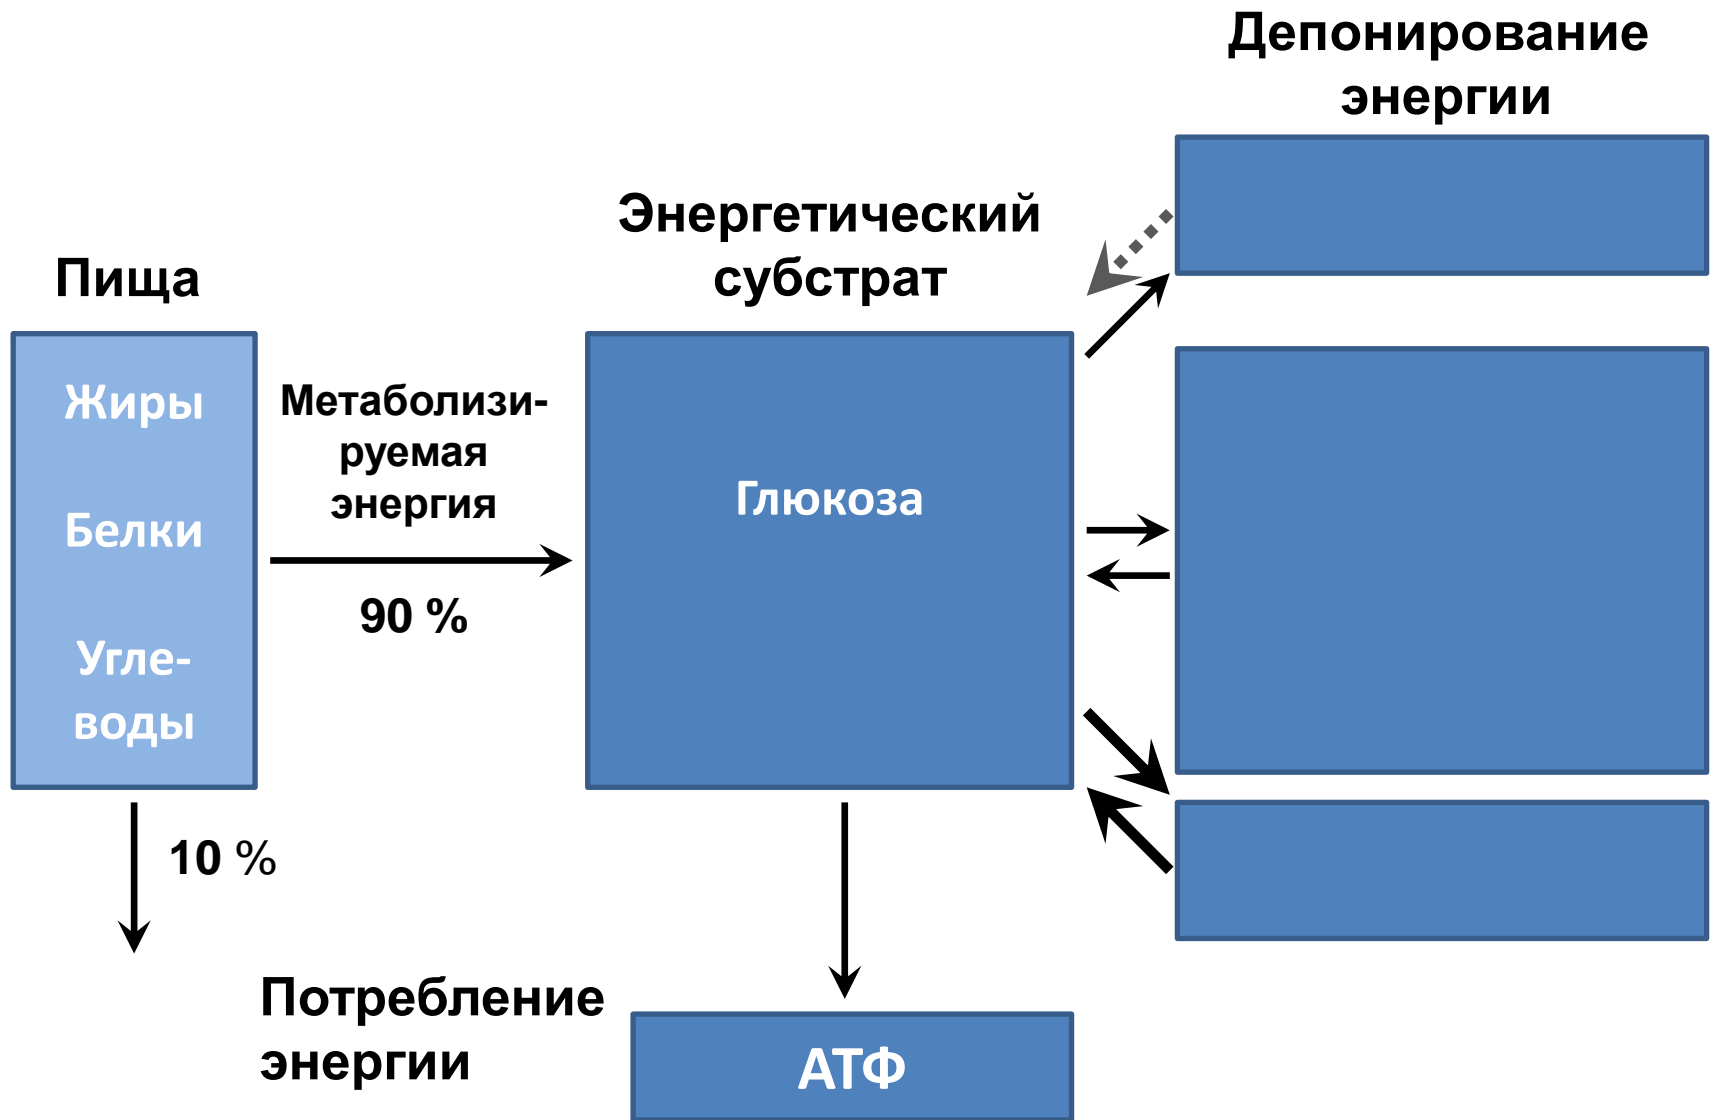 Депонирование
энергии
Энергетический
субстрат
Пища
Жиры
Белки
Угле-
воды
Метаболизи-
руемая
энергия
90 %
Глюкоза
10 %
Потребление
энергии
АТФ